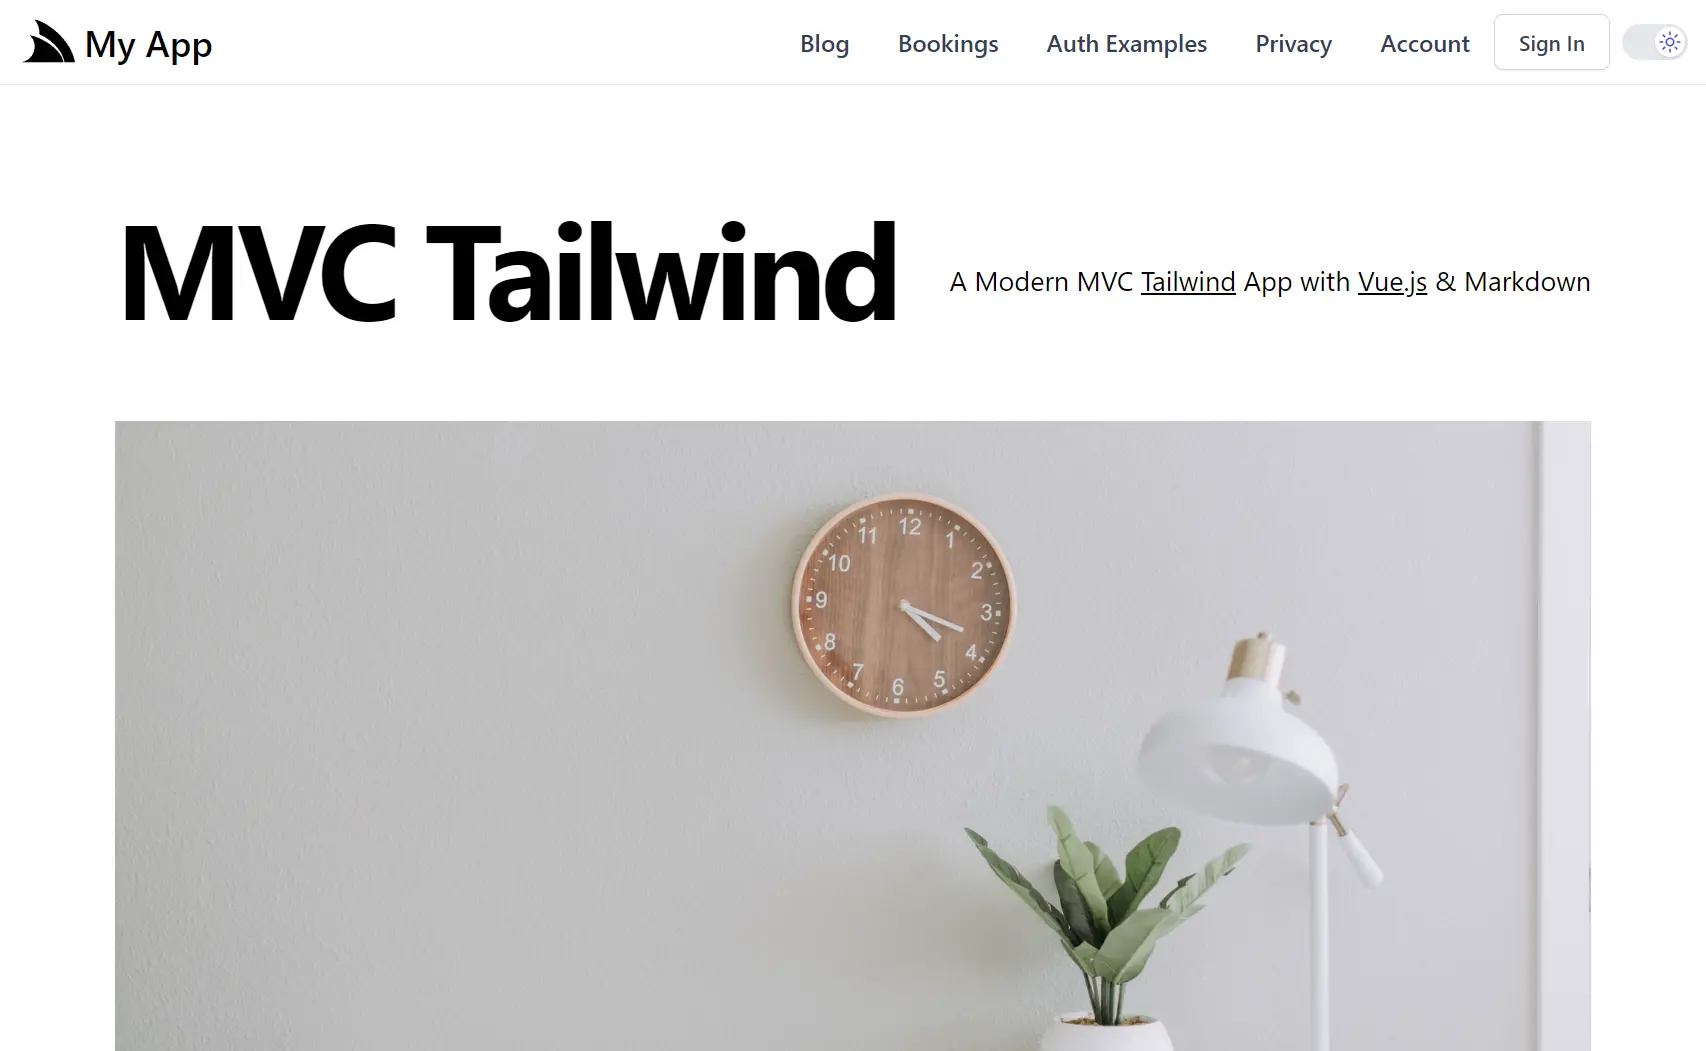 My App
Blog Bookings Auth Examples Privacy Account Sign In
MVC Tailwind
A Modern MVC Tailwind App with Vue.js & Markdown
12
11 1
10 2
9 3
8 4
7 5
6